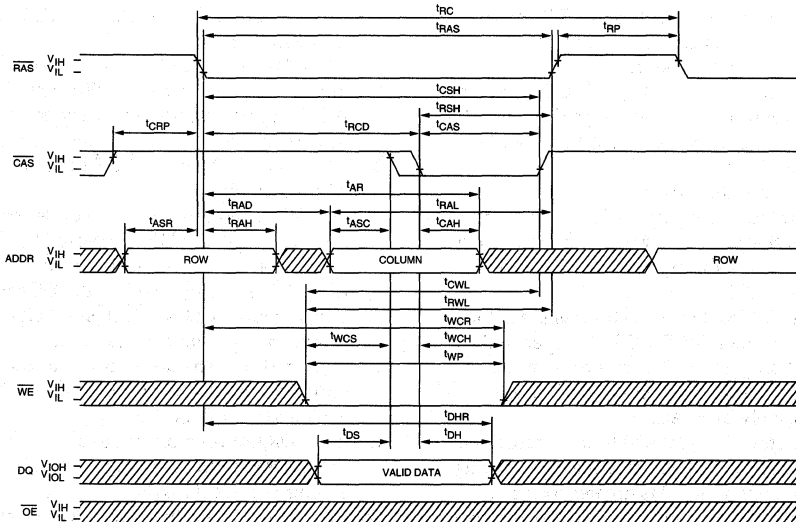 tRC
tRAS tRP
RAS VIH
VIL
tCSH
tRSH
tCRP tRCD tCAS
CAS VIH
VIL
tAR
tRAD tRAL
tASR tRAH tASC tCAH
ADDR VIH
VIL
ROW COLUMN ROW
tCWL
tRWL
tWCR
tWCS tWCH
tWP
WE VIH
VIL
tDHR
tDS tDH
DQ VIOH
VIOL
VALID DATA
OE VIH
VIL